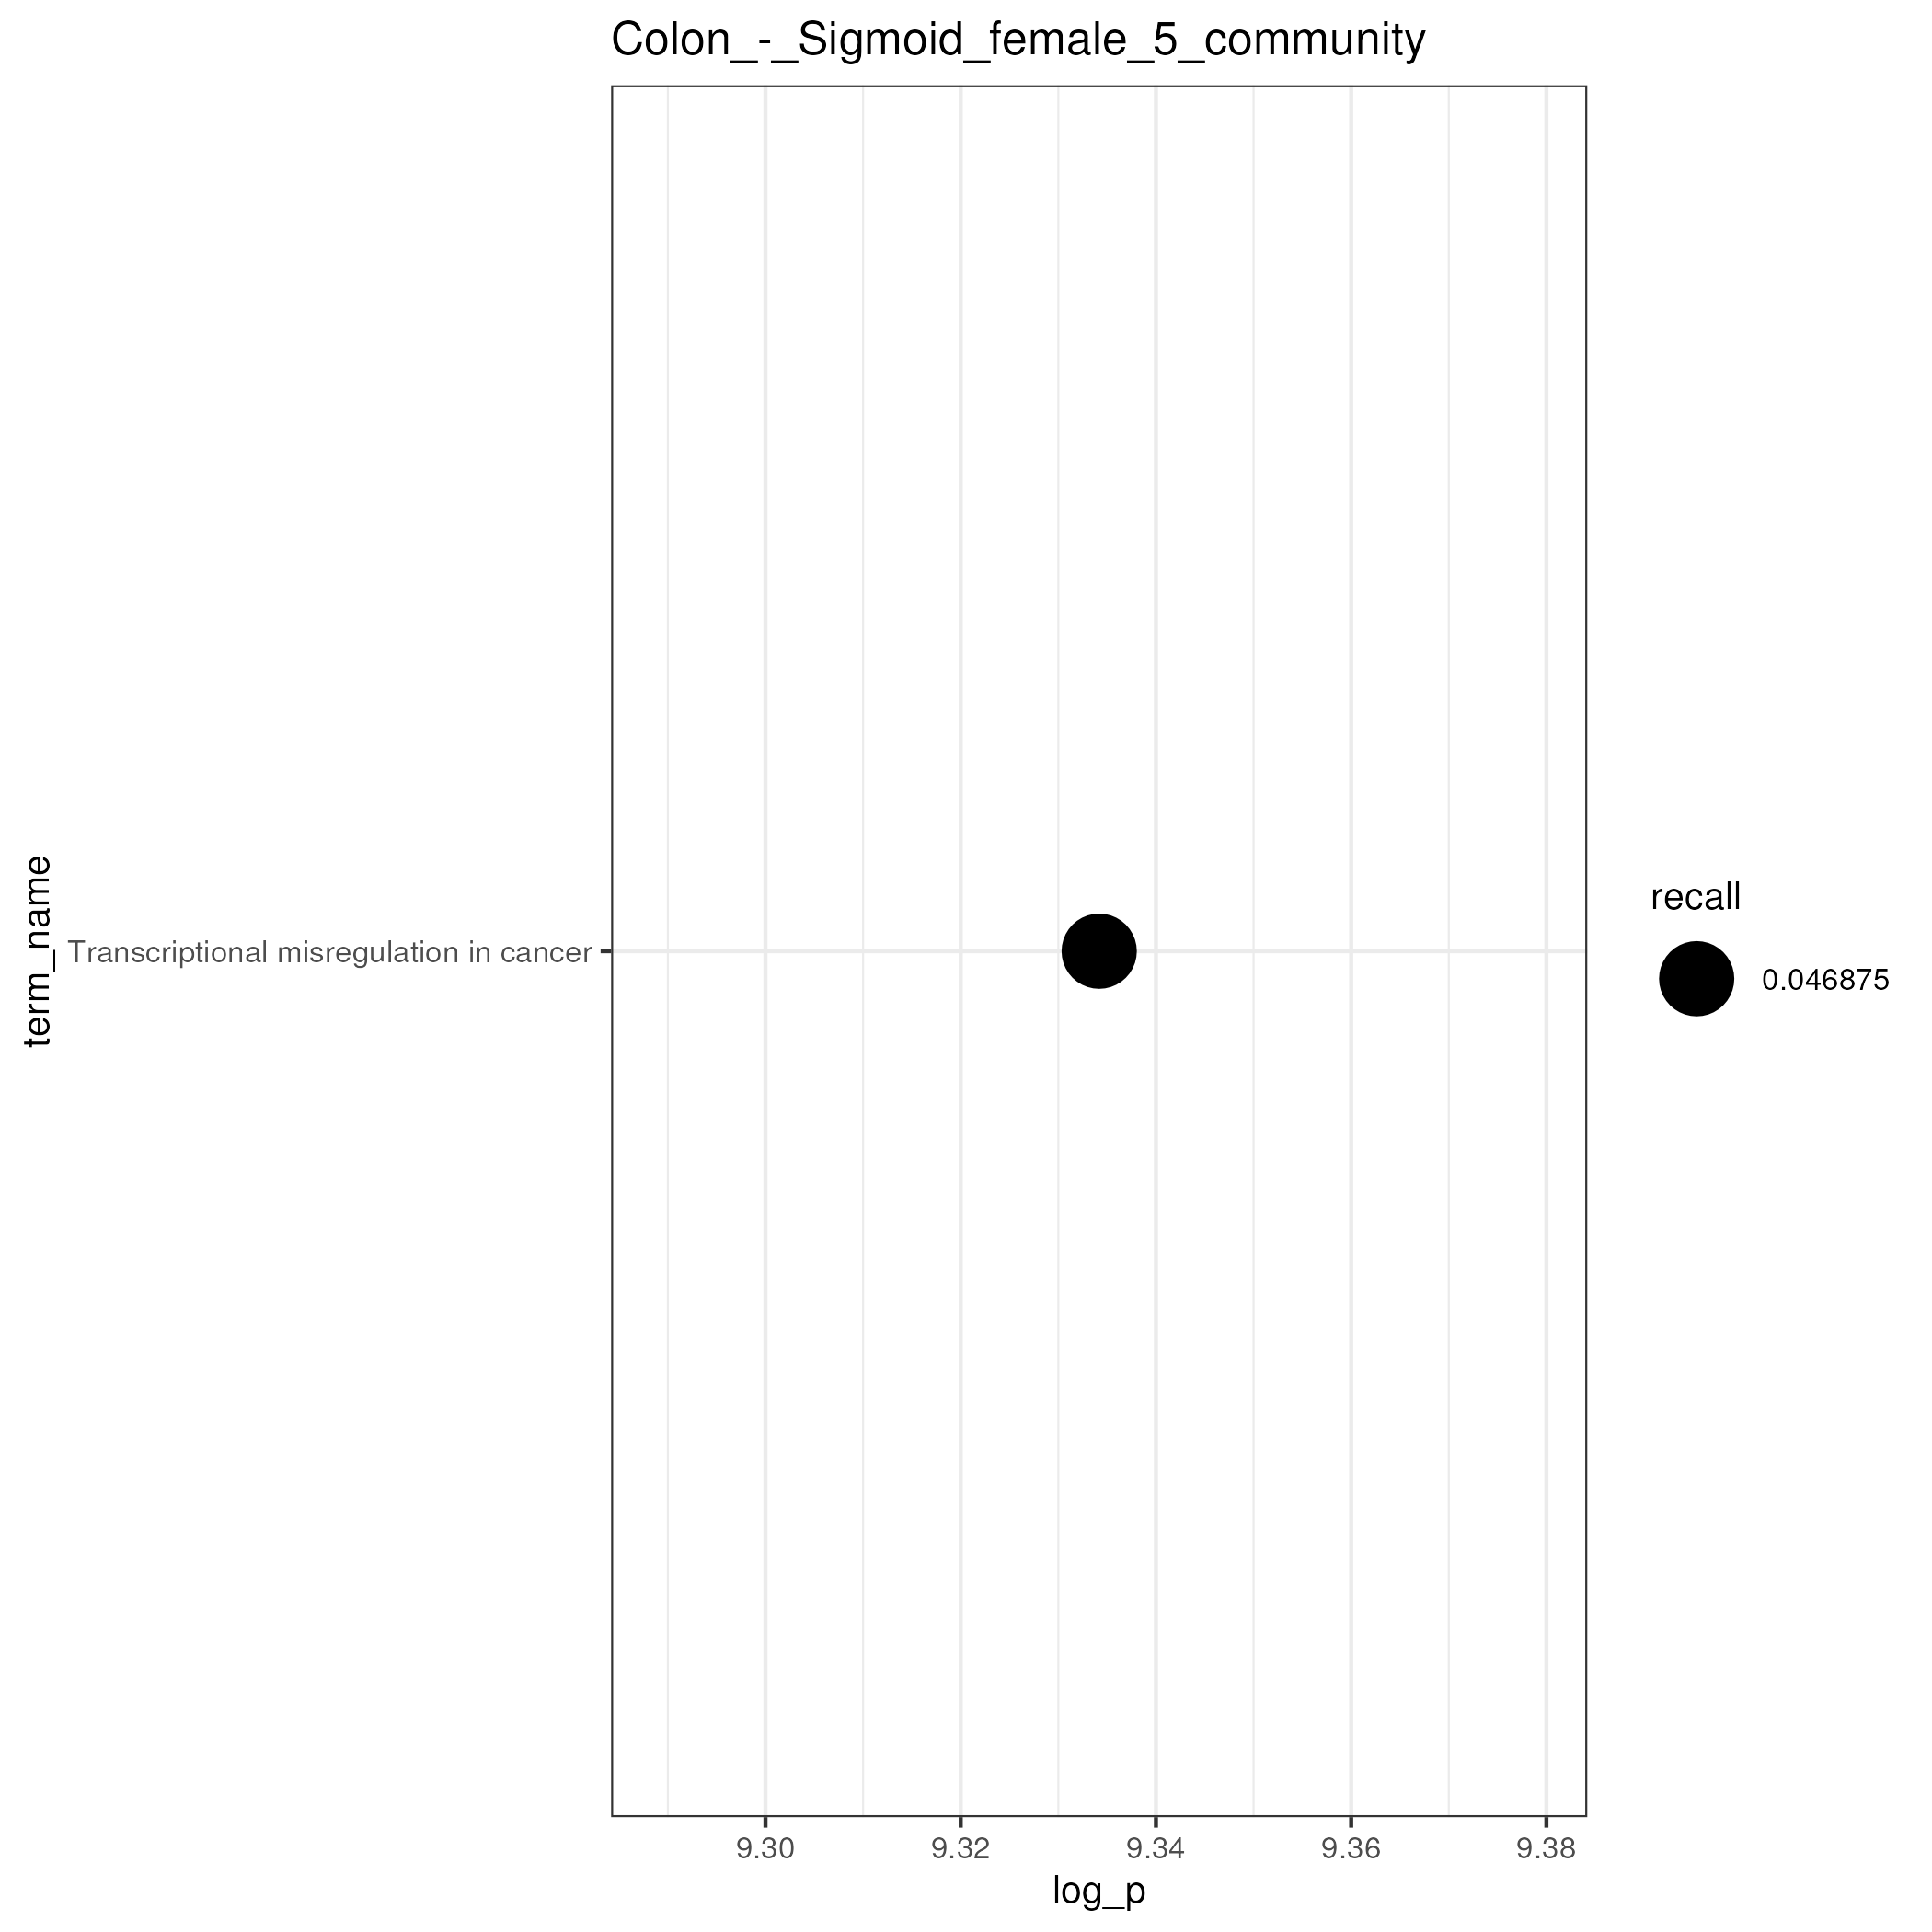 Colon_-_Sigmoid_female_5_community
term_name
Transcriptional misregulation in cancer
recall
0.046875
9.30 9.32 9.34 9.36 9.38
log_p